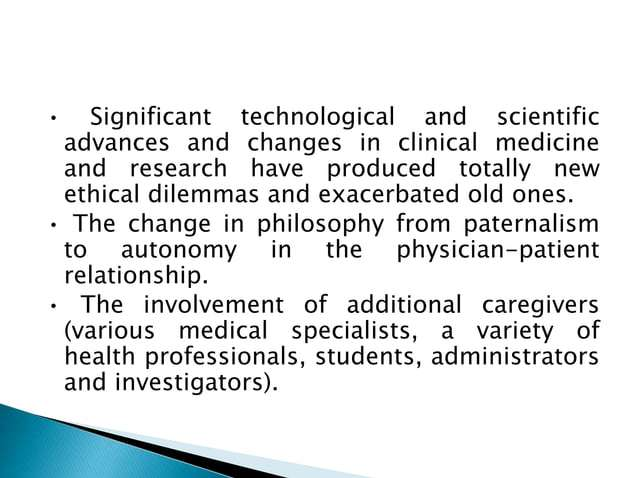 • Significant technological and scientific
advances and changes in clinical medicine
and research have produced totally new
ethical dilemmas and exacerbated old ones.
• The change in philosophy from paternalism
to autonomy in the physician-patient
relationship.
• The involvement of additional caregivers
(various medical specialists, a variety of
health professionals, students, administrators
and investigators).